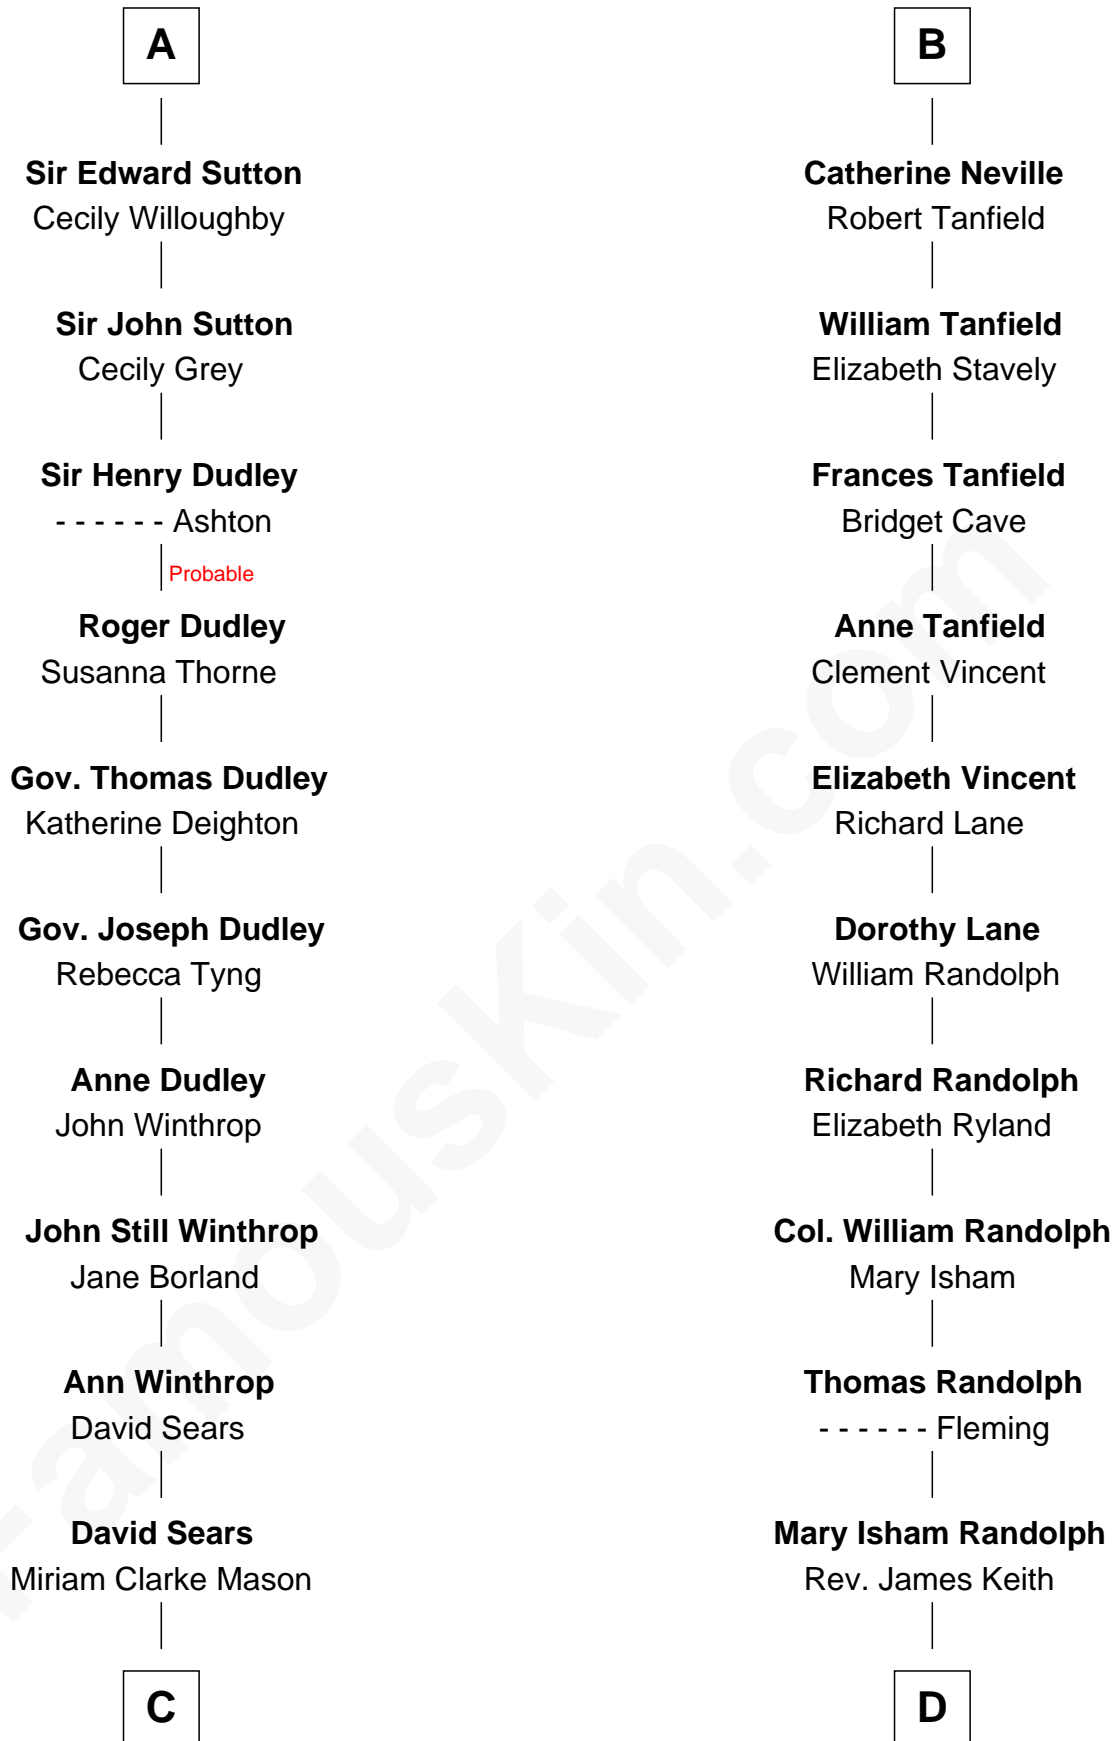 A
Sir Edward Sutton
Cecily Willoughby
Sir John Sutton
Cecily Grey
Sir Henry Dudley
- - - - - - Ashton
Probable
Roger Dudley
Susanna Thorne
Gov. Thomas Dudley
Katherine Deighton
Gov. Joseph Dudley
Rebecca Tyng
Anne Dudley
John Winthrop
John Still Winthrop
Jane Borland
Ann Winthrop
David Sears
David Sears
Miriam Clarke Mason
C
B
Catherine Neville
Robert Tanfield
William Tanfield
Elizabeth Stavely
Frances Tanfield
Bridget Cave
Anne Tanfield
Clement Vincent
Elizabeth Vincent
Richard Lane
Dorothy Lane
William Randolph
Richard Randolph
Elizabeth Ryland
Col. William Randolph
Mary Isham
Thomas Randolph
- - - - - - Fleming
Mary Isham Randolph
Rev. James Keith
D
FamousKin.com